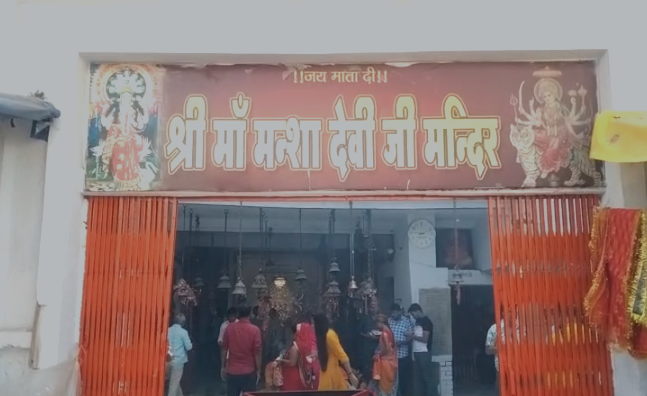 ।।जय माता दी।।
श्री माँ मन्शा देवी जी मन्दिर